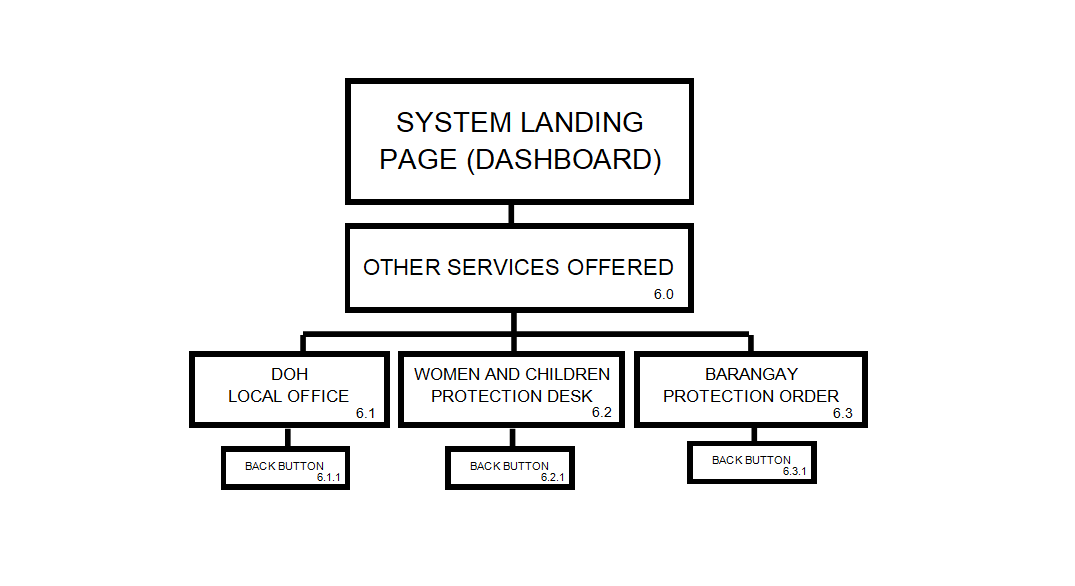 SYSTEM LANDING
PAGE (DASHBOARD)
OTHER SERVICES OFFERED
6.0
DOH
LOCAL OFFICE
6.1
WOMEN AND CHILDREN
PROTECTION DESK
6.2
BARANGAY
PROTECTION ORDER
6.3
BACK BUTTON
6.1.1
BACK BUTTON
6.2.1
BACK BUTTON
6.3.1